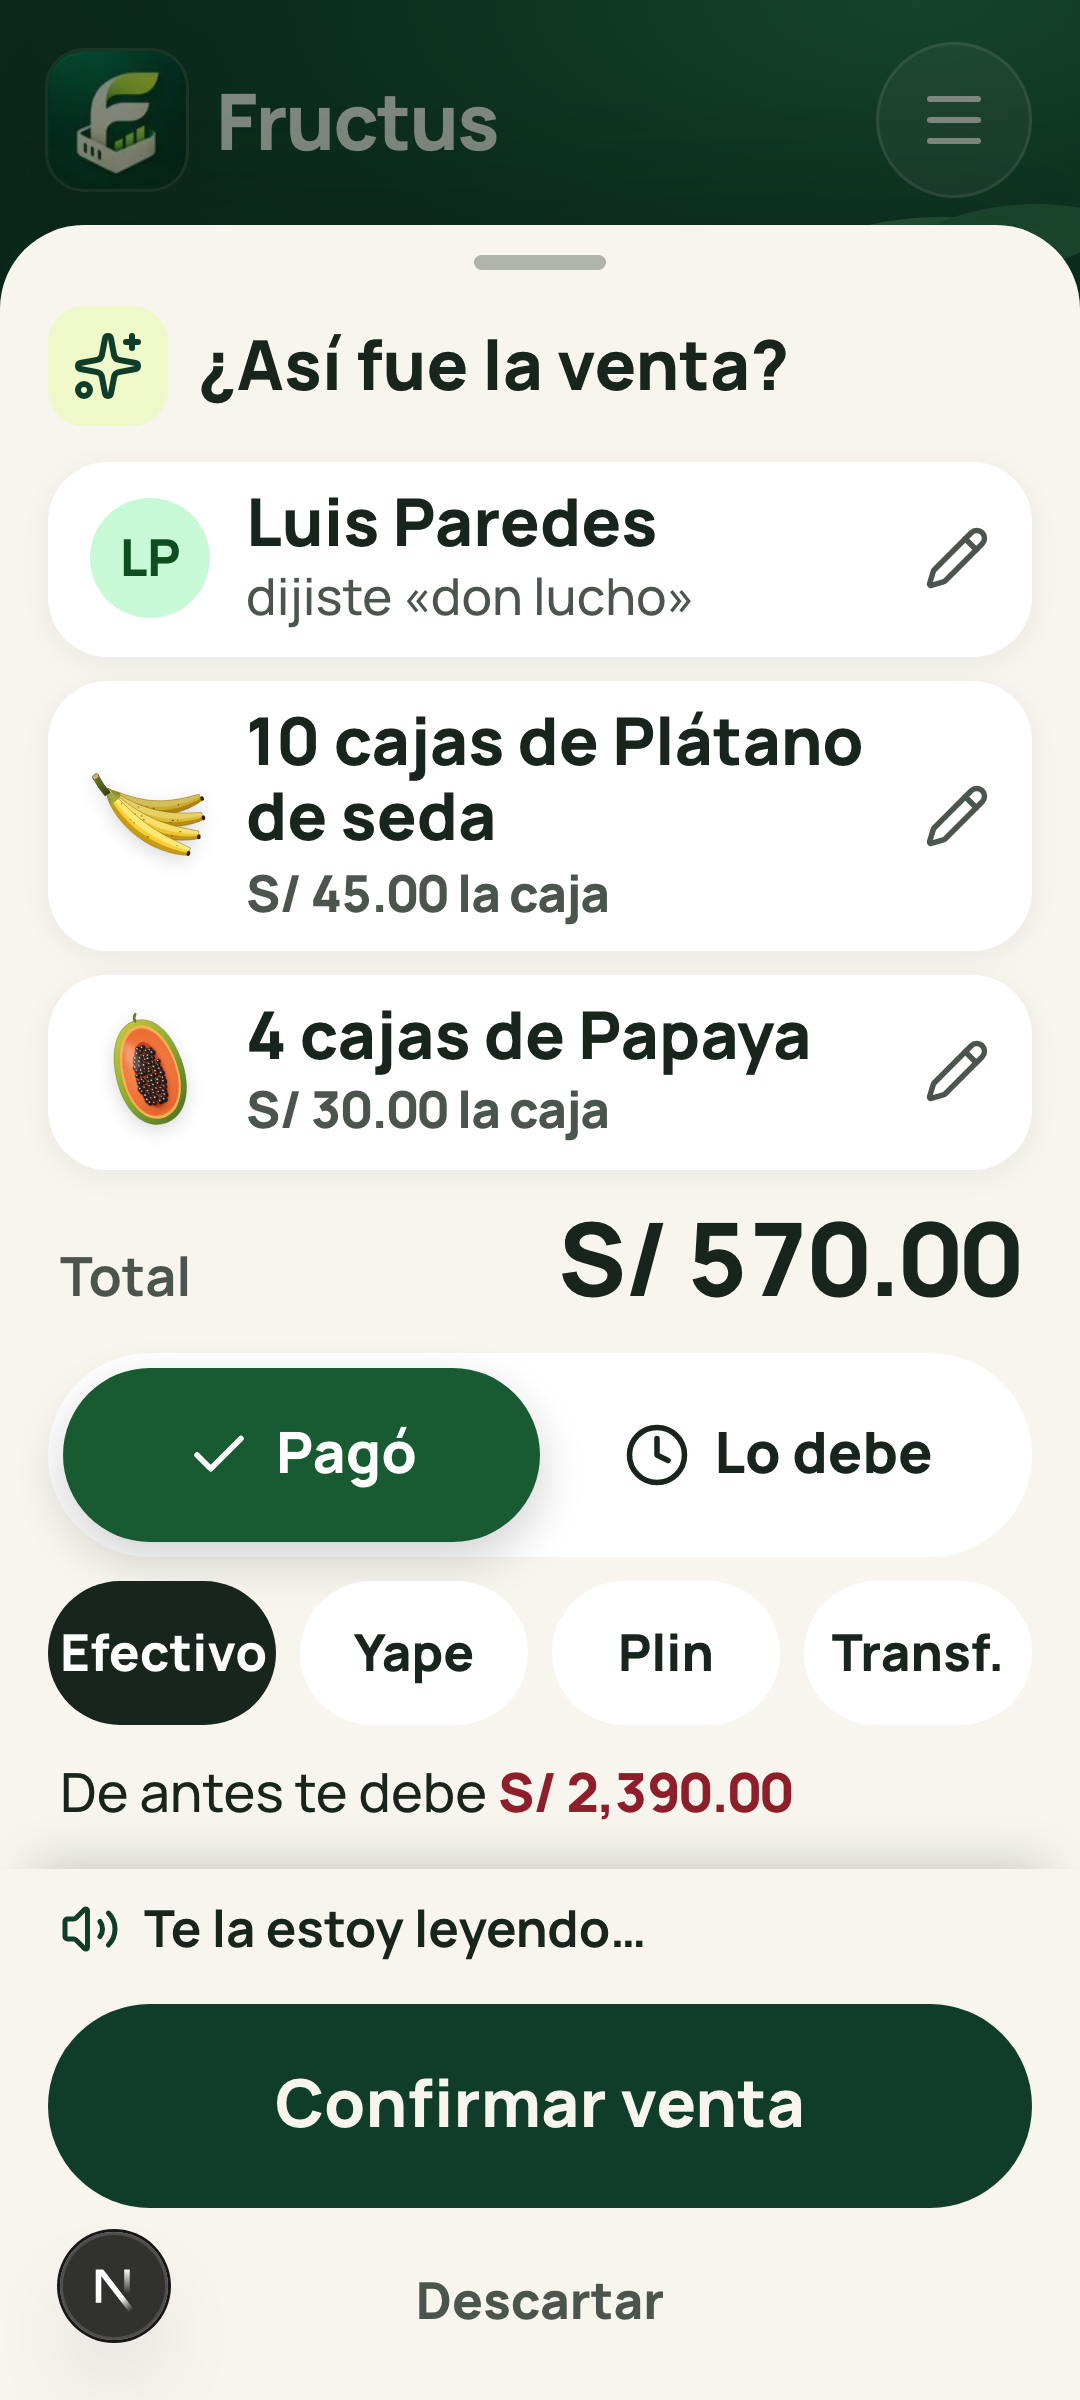 Fructus
¿Así fue la venta?
LP
Luis Paredes
dijiste «don lucho»
10 cajas de Plátano
de seda
S/ 45.00 la caja
4 cajas de Papaya
S/ 30.00 la caja
Total
S/ 570.00
Pagó
Lo debe
Efectivo
Yape
Plin
Transf.
De antes te debe S/ 2,390.00
Te la estoy leyendo...
Confirmar venta
N
Descartar